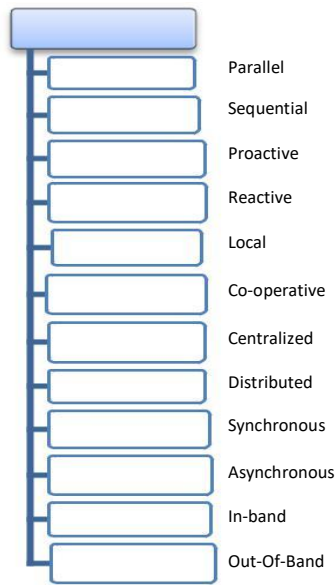 Parallel
Sequential
Proactive
Reactive
Local
Co-operative
Centralized
Distributed
Synchronous
Asynchronous
In-band
Out-Of-Band